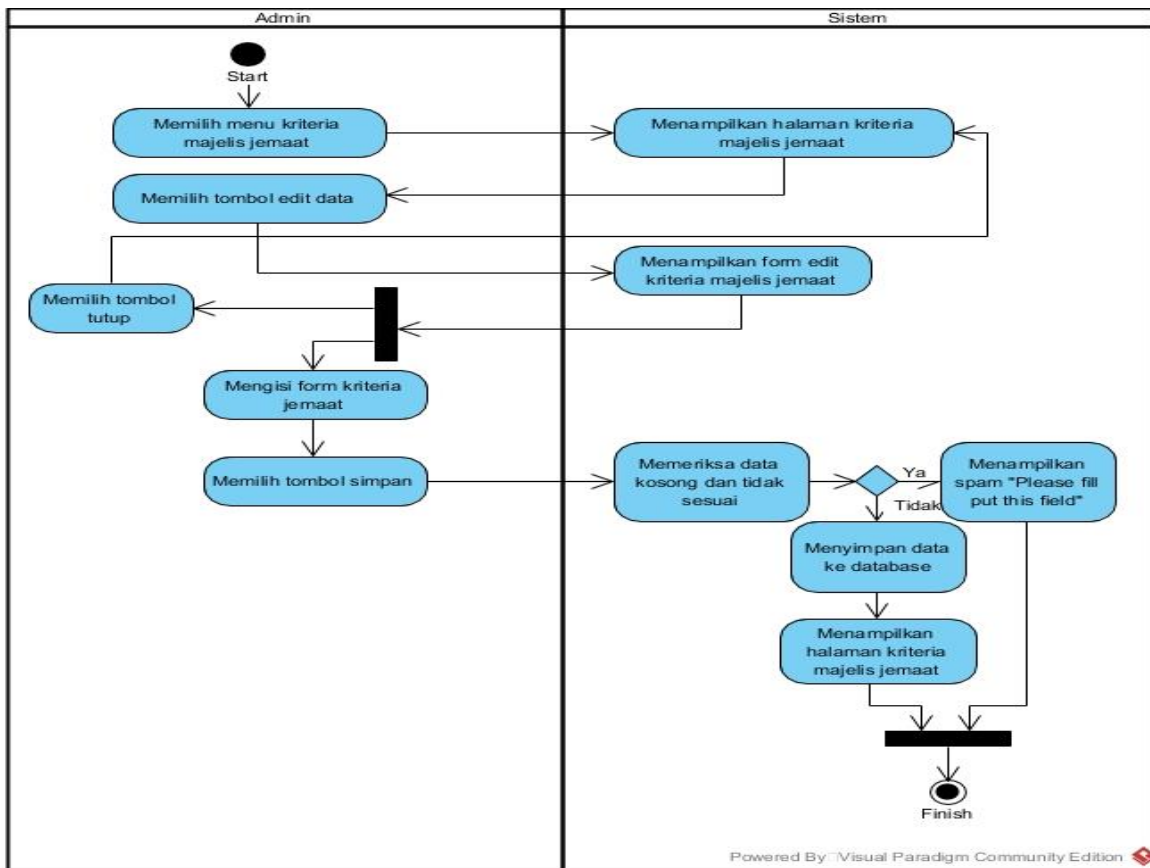 Admin
Sistem
Start
Memilih menu kriteria
majelis jemaat
Menampilkan halaman kriteria
majelis jemaat
Memilih tombol edit data
Menampilkan form edit
kriteria majelis jemaat
Memilih tombol
tutup
Mengisi form kriteria
jemaat
Memilih tombol simpan
Memeriksa data
kosong dan tidak
sesuai
Ya
Tidak
Menampilkan
spam "Please fill
put this field"
Menyimpan data
ke database
Menampilkan
halaman kriteria
majelis jemaat
Finish
Powered By Visual Paradigm Community Edition